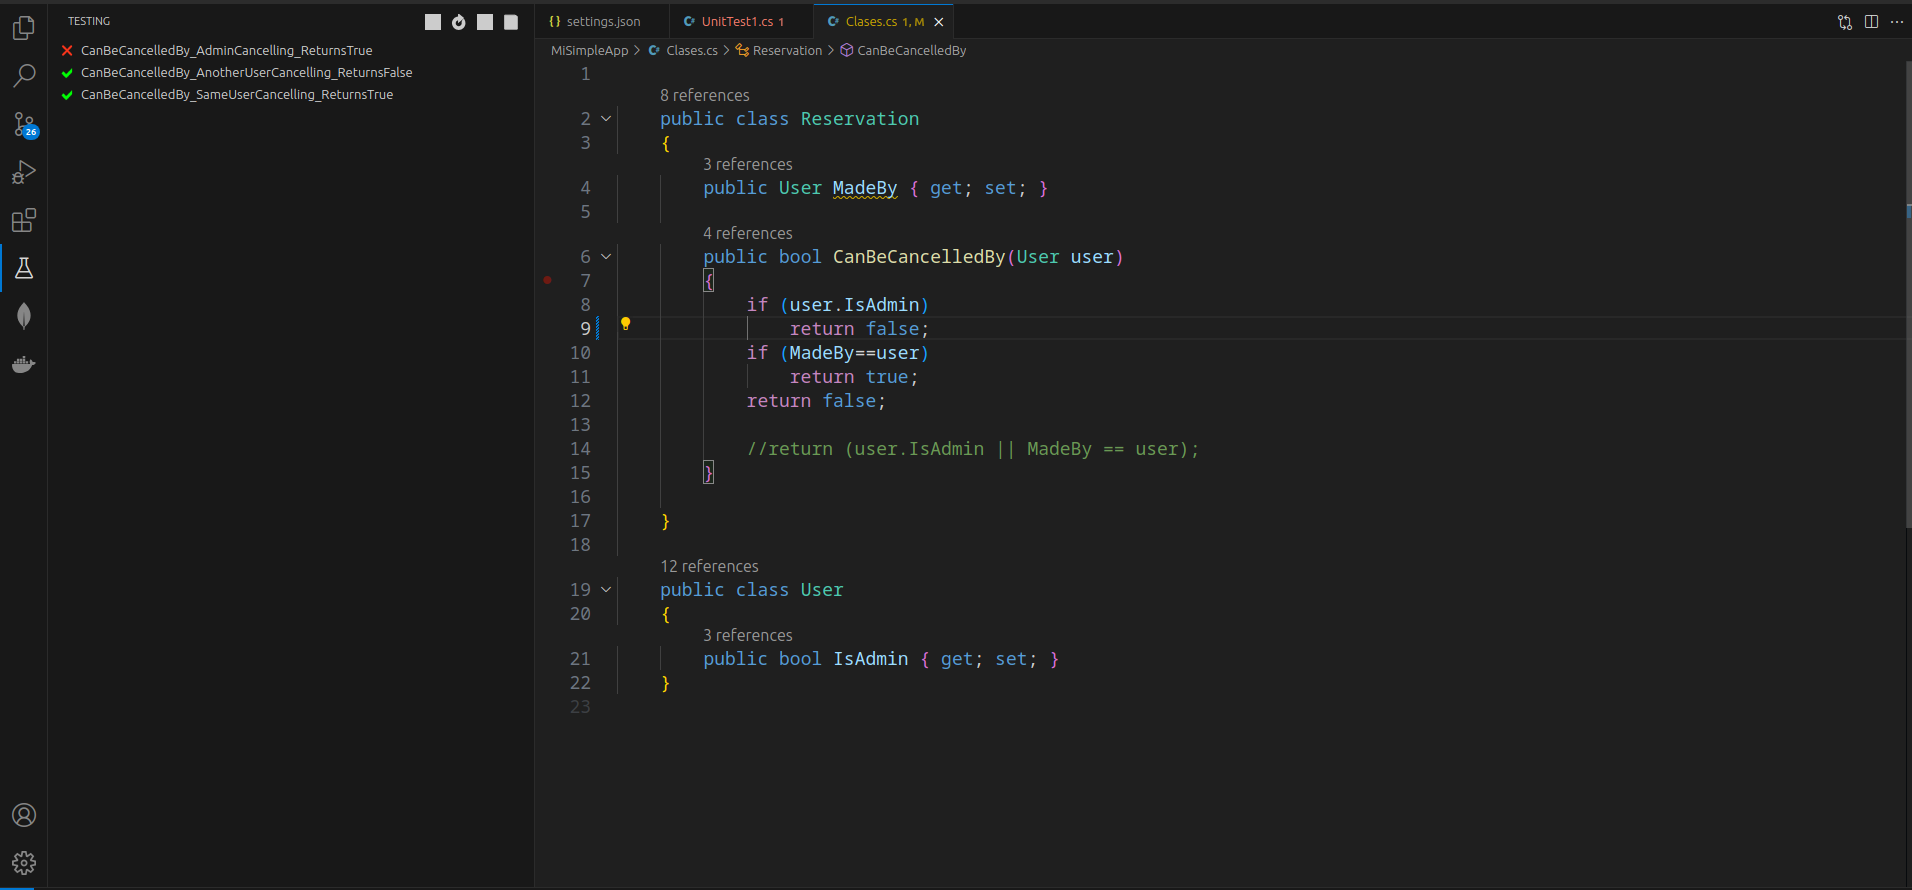 TESTING
CanBeCancelledBy_AdminCancelling_ReturnsTrue
CanBeCancelledBy_AnotherUserCancelling_ReturnsFalse
CanBeCancelledBy_SameUserCancelling_ReturnsTrue
26
{} settings.json
C# UnitTest1.cs 1
C# Clases.cs 1, M
MiSimpleApp > C# Clases.cs > Reservation > CanBeCancelledBy
1
8 references
2 public class Reservation
3 {
3 references
4 public User MadeBy { get; set; }
5
4 references
6 public bool CanBeCancelledBy(User user)
7 {
8 if (user.IsAdmin)
9 return false;
10 if (MadeBy==user)
11 return true;
12 return false;
13
14 //return (user.IsAdmin || MadeBy == user);
15 }
16
17 }
18
12 references
19 public class User
20 {
3 references
21 public bool IsAdmin { get; set; }
22 }
23